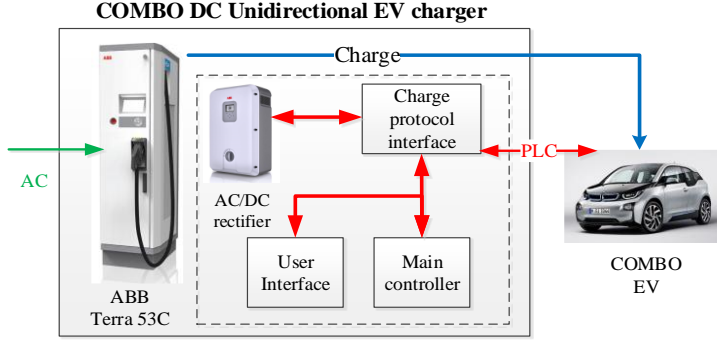 COMBO DC Unidirectional EV charger
Charge
ABB
Charge
protocol
interface
PLC
AC
AC/DC
rectifier
User
Interface
Main
controller
COMBO
EV
ABB
Terra 53C